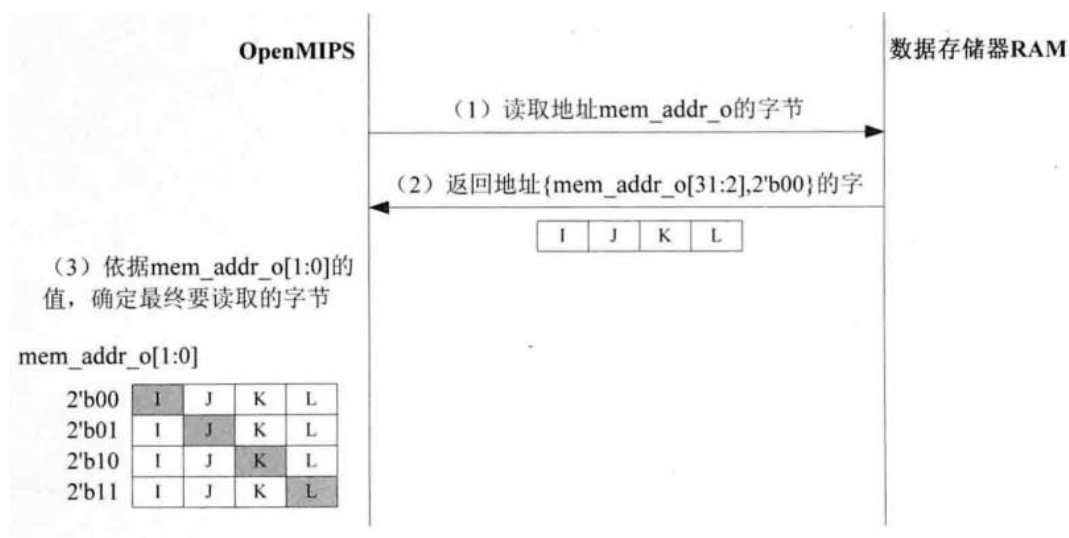 OpenMIPS
数据存储器RAM
（1）读取地址mem_addr_o的字节
（2）返回地址{mem_addr_o[31:2],2'b00}的字
I J K L
（3）依据mem_addr_o[1:0]的
值，确定最终要读取的字节
mem_addr_o[1:0]
2'b00 I J K L
2'b01 I J K L
2'b10 I J K L
2'b11 I J K L